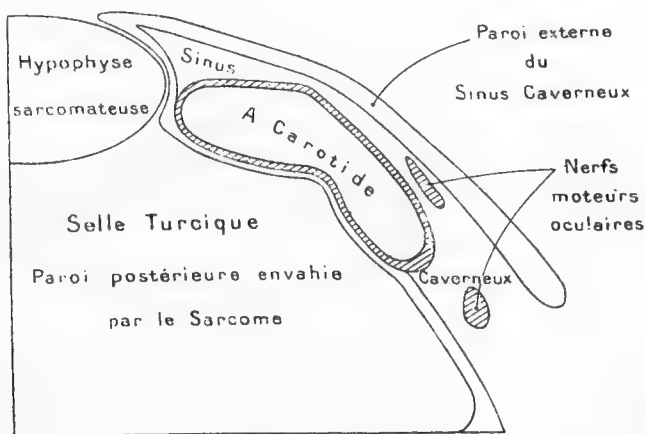 Hypophyse
sarcomateuse
Sinus
Paroi externe
du
Sinus Caverneux
A Carotide
Nerfs
moteurs
oculaires
Selle Turcique
Paroi postérieure envahie
par le Sarcome
Caverneux